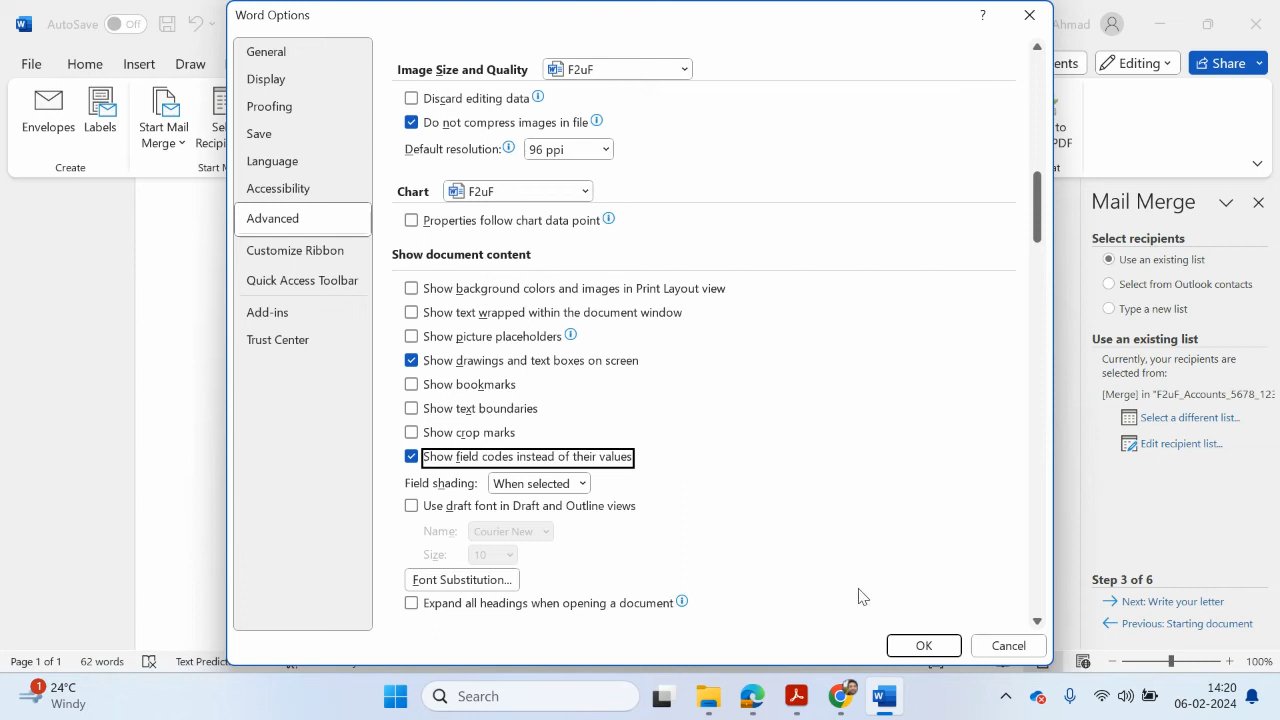 Word Options
AutoSave Off
Ahmad
File Home Insert Draw
Editing Share
Envelopes Labels
Create
Start Mail Merge
General
Display
Proofing
Save
Language
Accessibility
Advanced
Customize Ribbon
Quick Access Toolbar
Add-ins
Trust Center
Image Size and Quality F2uF
Discard editing data
Do not compress images in file
Default resolution: 96 ppi
Chart F2uF
Properties follow chart data point
Show document content
Show background colors and images in Print Layout view
Show text wrapped within the document window
Show picture placeholders
Show drawings and text boxes on screen
Show bookmarks
Show text boundaries
Show crop marks
Show field codes instead of their values
Field shading: When selected
Use draft font in Draft and Outline views
Name: Courier New
Size: 10
Font Substitution...
Expand all headings when opening a document
OK Cancel
Mail Merge
Select recipients
Use an existing list
Select from Outlook contacts
Type a new list
Use an existing list
Currently, your recipients are
selected from:
[Merge] in "F2uF_Accounts_5678_123
Select a different list...
Edit recipient list...
Step 3 of 6
Next: Write your letter
Previous: Starting document
Page 1 of 1 62 words
100%
1
24°C
Windy
Search
14:20
06-02-2024